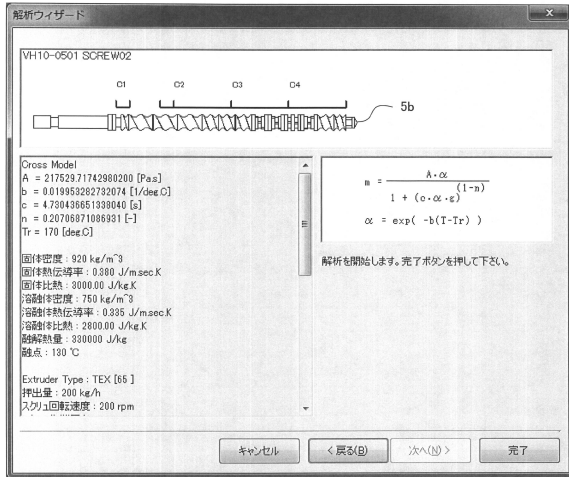 解析ウィザード
VH10-0501 SCREW02
C1 C2 C3 C4
5b
Cross Model
A = 217529.71742980200 [Pa.s]
b = 0.019953282732074 [1/deg.C]
c = 4.730436651338040 [s]
n = 0.20706871086931 [-]
Tr = 170 [deg.C]
固体密度 : 920 kg/m^3
固体熱伝導率 : 0.380 J/m.sec.K
固体比熱 : 3000.00 J/kg.K
溶融体密度 : 750 kg/m^3
溶融体熱伝導率 : 0.335 J/m.sec.K
溶融体比熱 : 2800.00 J/kg.K
融解熱量 : 330000 J/kg
融点 : 130 ℃
Extruder Type : TEX [65 ]
押出量 : 200 kg/h
スクリュ回転速度 : 200 rpm
m = A・α / 1 + (c・α・g)^(1-n)
α = exp( -b(T-Tr) )
解析を開始します。完了ボタンを押して下さい。
キャンセル
< 戻る(B)
次へ(N) >
完了